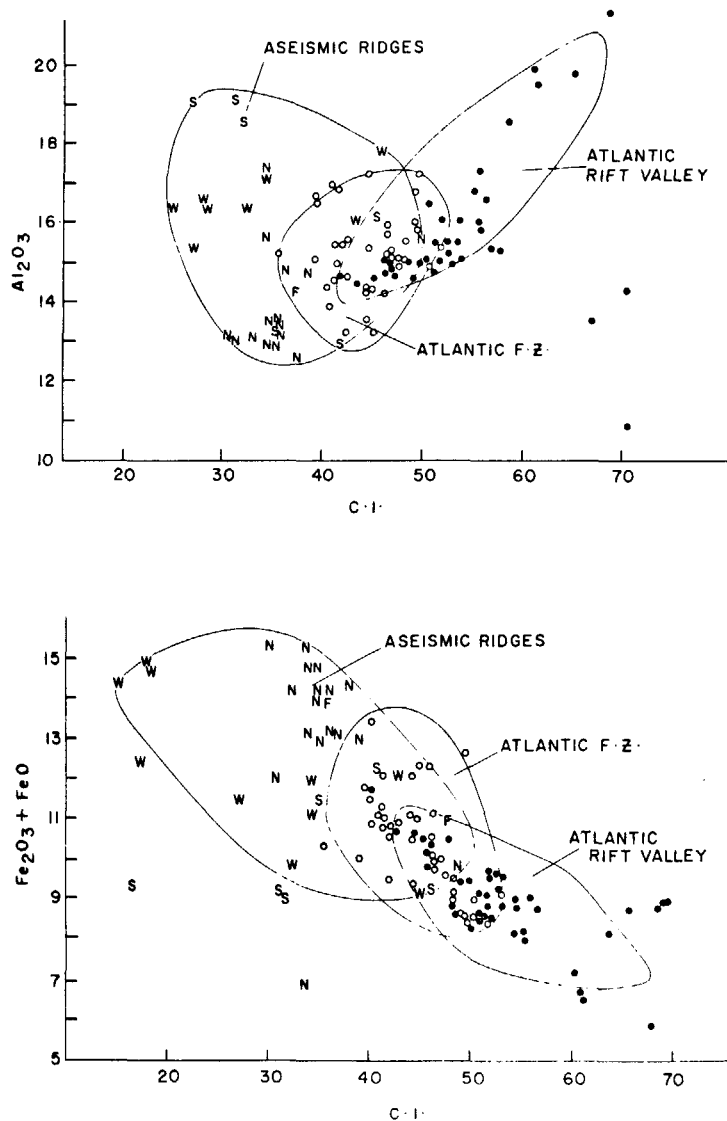 ASEISMIC RIDGES
ATLANTIC
RIFT VALLEY
ATLANTIC F·Z·
Al2O3
20
18
16
14
12
10
20 30 40 50 60 70
C·I·
ASEISMIC RIDGES
ATLANTIC F·Z·
ATLANTIC
RIFT VALLEY
Fe2O3 + FeO
15
13
11
9
7
5
20 30 40 50 60 70
C·I·